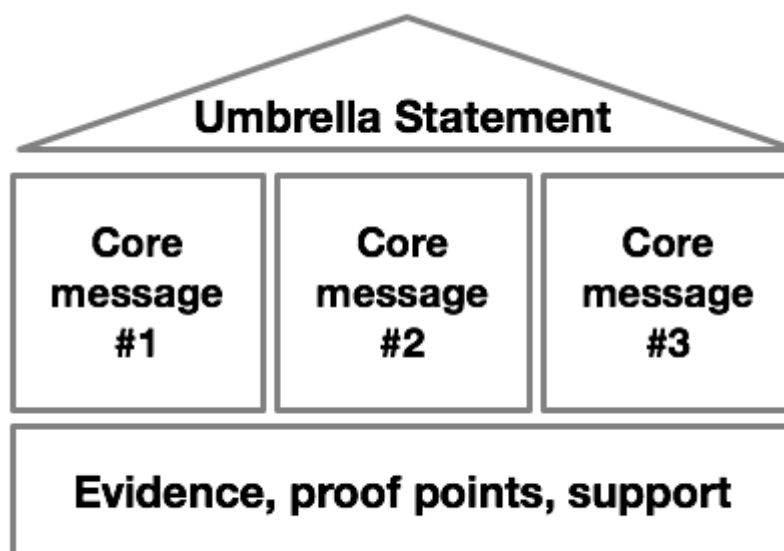 Umbrella Statement
Core
message
#1
Core
message
#2
Core
message
#3
Evidence, proof points, support